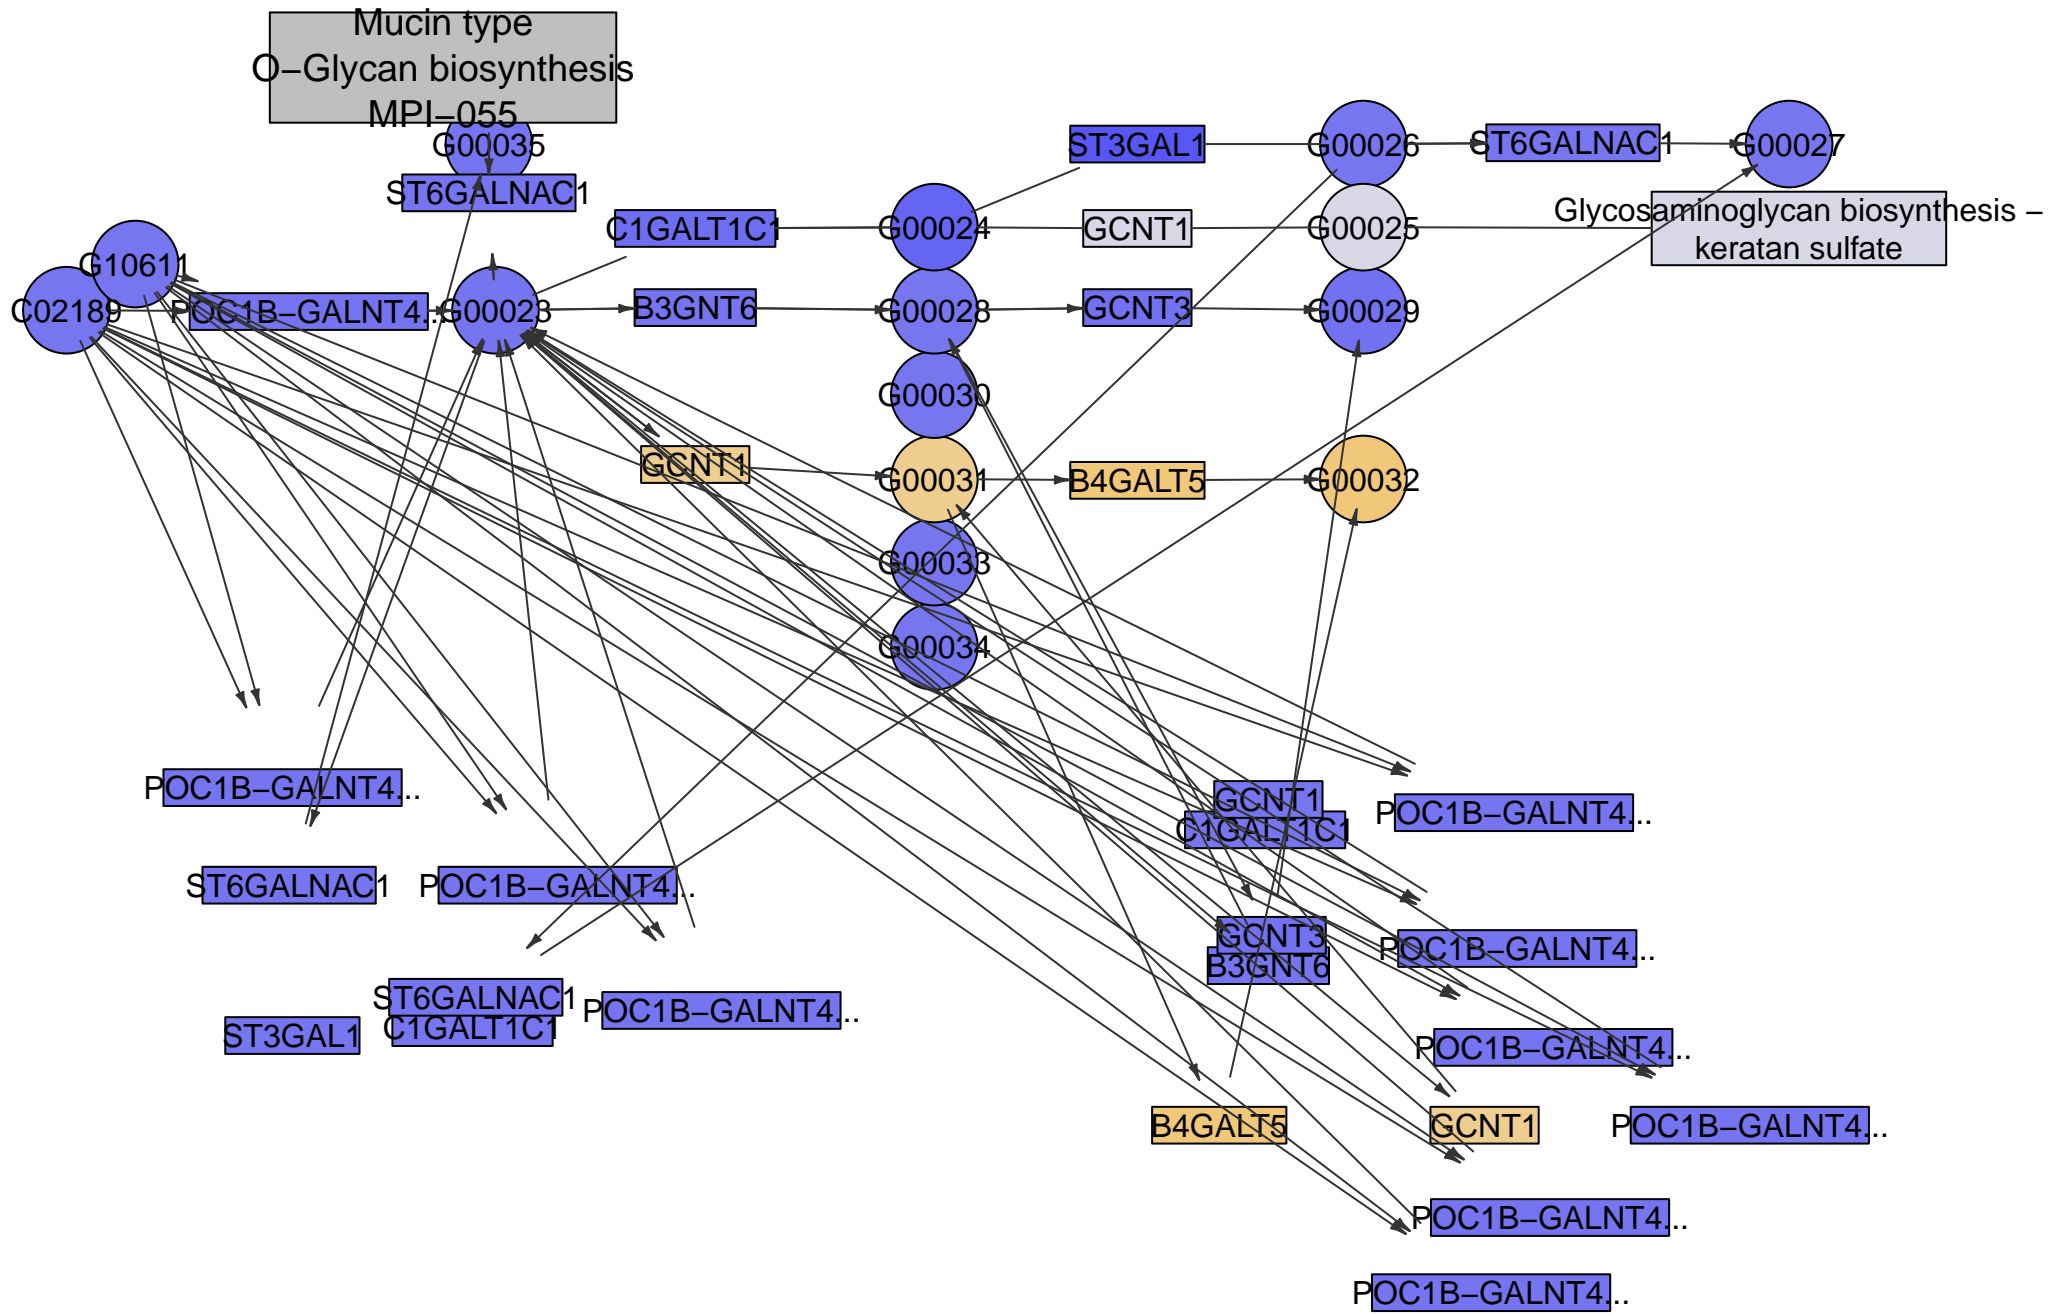 Mucin type
O−Glycan biosynthesis
MPI−055
G00035
ST6GALNAC1
ST3GAL1
G00026
ST6GALNAC1
G00027
C1GALT1C1
G00024
GCNT1
G00025
Glycosaminoglycan biosynthesis −
keratan sulfate
G10611
C02189
POC1B−GALNT4...
G00023
B3GNT6
G00028
GCNT3
G00029
G00030
GCNT1
G00031
B4GALT5
G00032
G00033
G00034
POC1B−GALNT4...
GCNT1
POC1B−GALNT4...
C1GALT1C1
ST6GALNAC1
POC1B−GALNT4...
GCNT3
POC1B−GALNT4...
B3GNT6
ST6GALNAC1
POC1B−GALNT4...
ST3GAL1
C1GALT1C1
POC1B−GALNT4...
B4GALT5
GCNT1
POC1B−GALNT4...
POC1B−GALNT4...
POC1B−GALNT4...